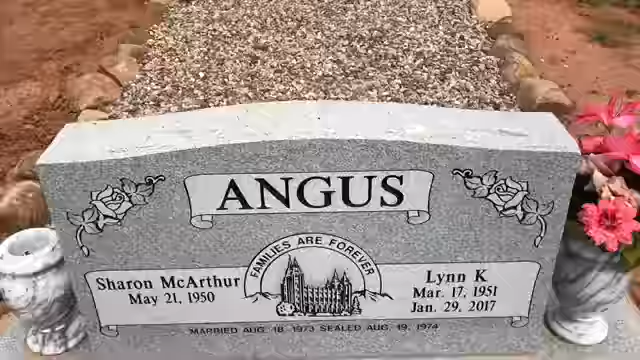 ANGUS
FAMILIES ARE FOREVER
Sharon McArthur
May 21, 1950
Lynn K
Mar. 17, 1951
Jan. 29, 2017
MARRIED AUG. 18, 1973 SEALED AUG. 19, 1974